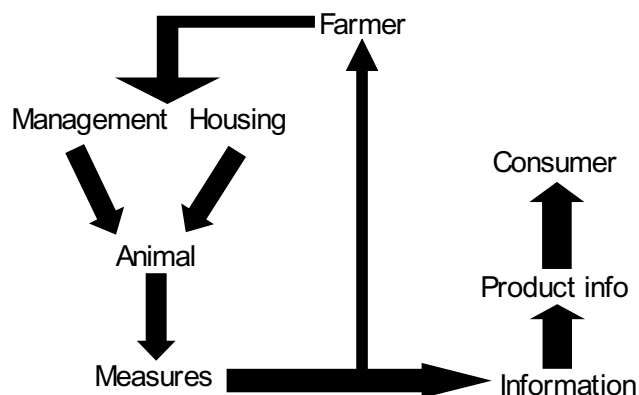 Farmer
Management Housing
Consumer
Animal
Product info
Measures
Information